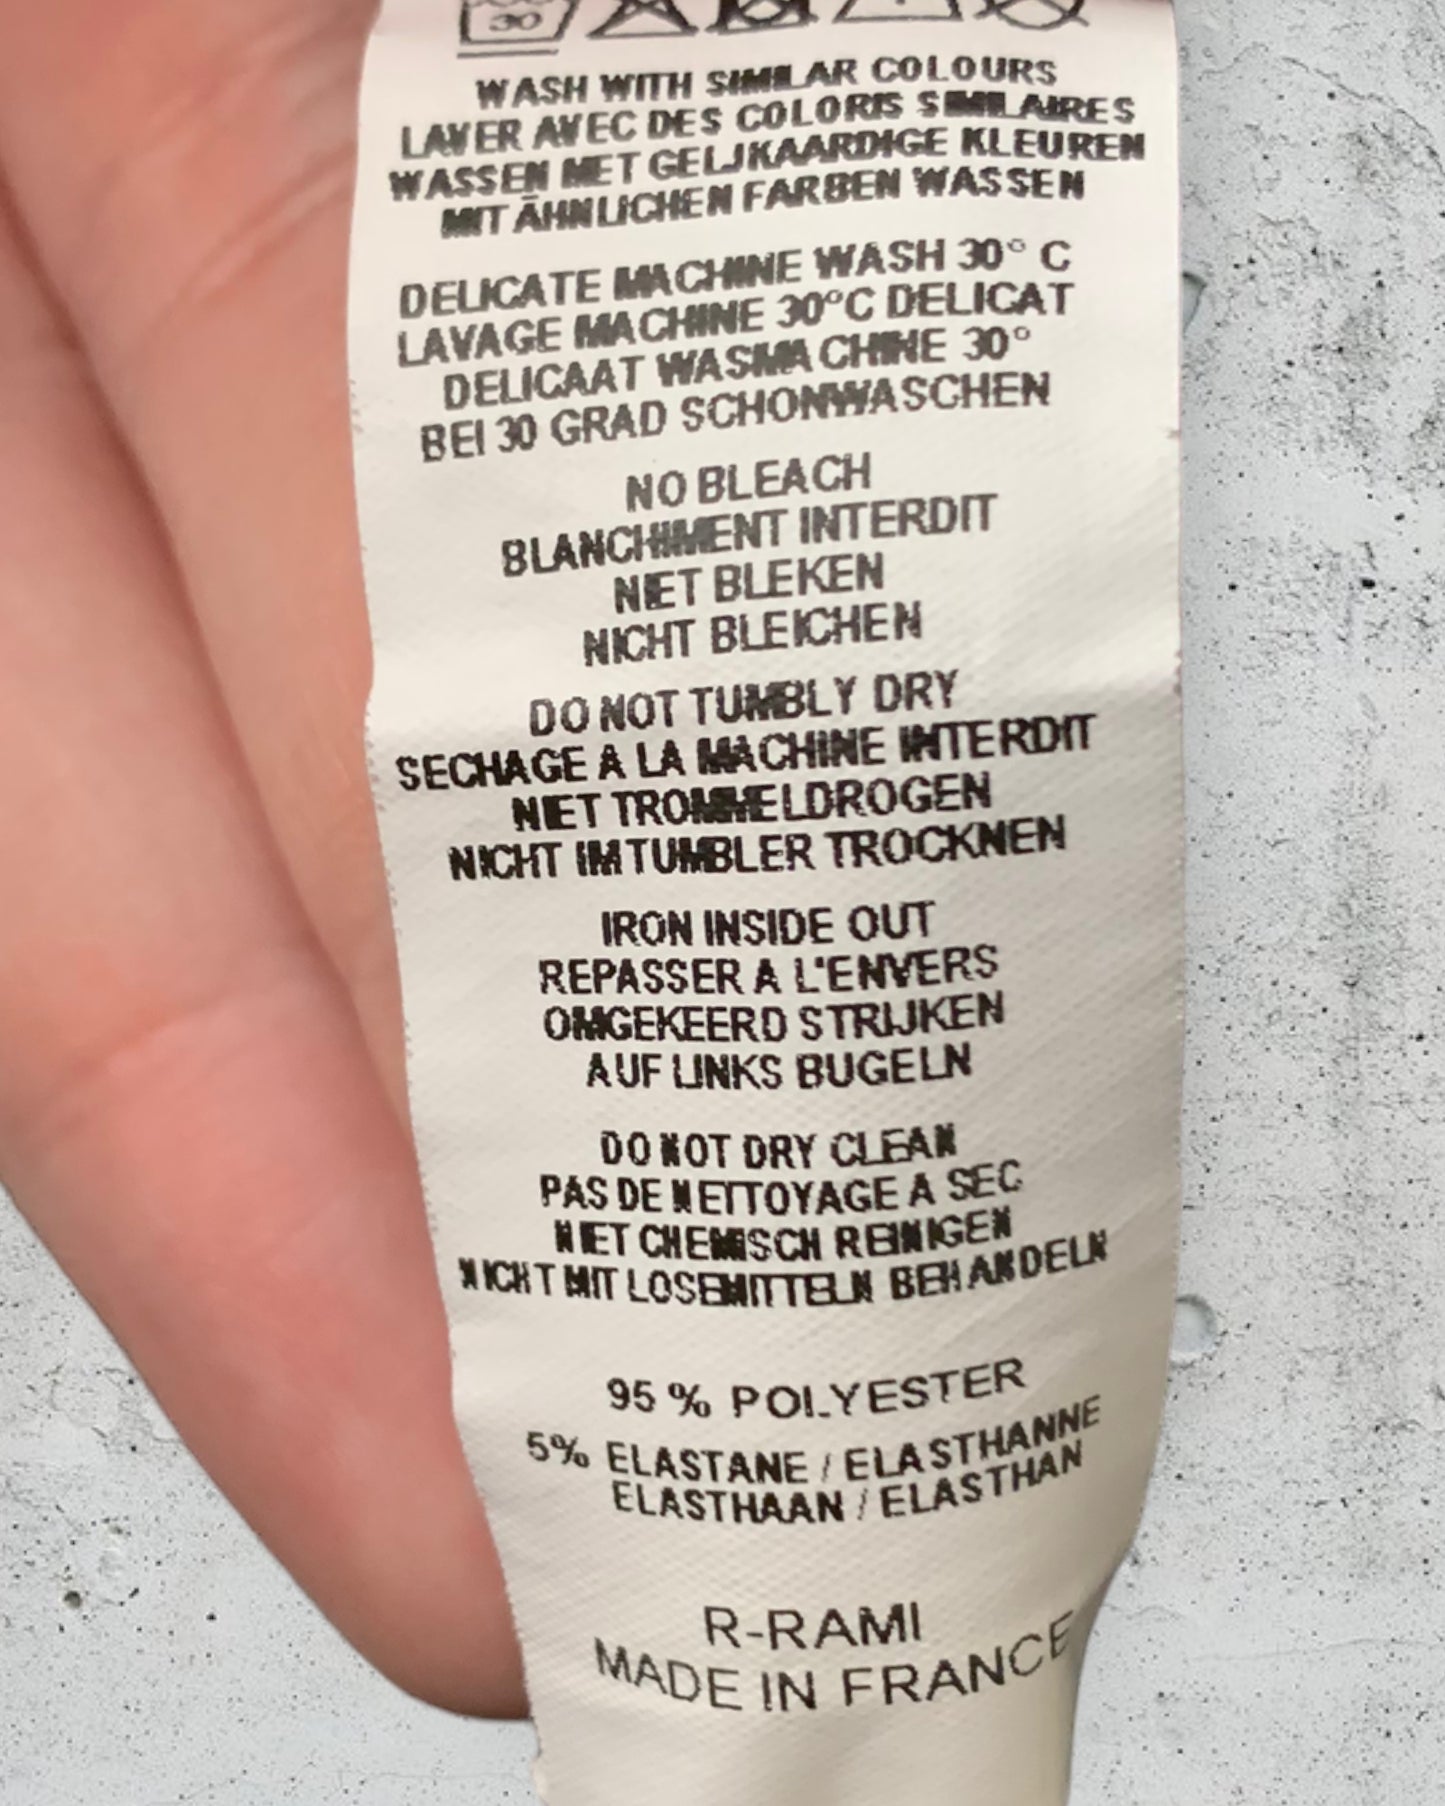 30
WASH WITH SIMILAR COLOURS
LAVER AVEC DES COLORIS SIMILAIRES
WASSEN MET GELIJKAARDIGE KLEUREN
MIT ÄHNLICHEN FARBEN WASSEN
DELICATE MACHINE WASH 30° C
LAVAGE MACHINE 30°C DELICAT
DELICAAT WASMACHINE 30°
BEI 30 GRAD SCHONWASCHEN
NO BLEACH
BLANCHIMENT INTERDIT
NIET BLEKEN
NICHT BLEICHEN
DO NOT TUMBLY DRY
SECHAGE A LA MACHINE INTERDIT
NIET TROMMELDROGEN
NICHT IM TUMBLER TROCKNEN
IRON INSIDE OUT
REPASSER A L'ENVERS
OMGEKEERD STRIJKEN
AUF LINKS BUGELN
DO NOT DRY CLEAN
PAS DE NETTOYAGE A SEC
NIET CHEMISCH REINIGEN
NICHT MIT LOSEMITTELN BEHANDELN
95 % POLYESTER
5% ELASTANE / ELASTHANNE
ELASTHAAN / ELASTHAN
R-RAMI
MADE IN FRANCE